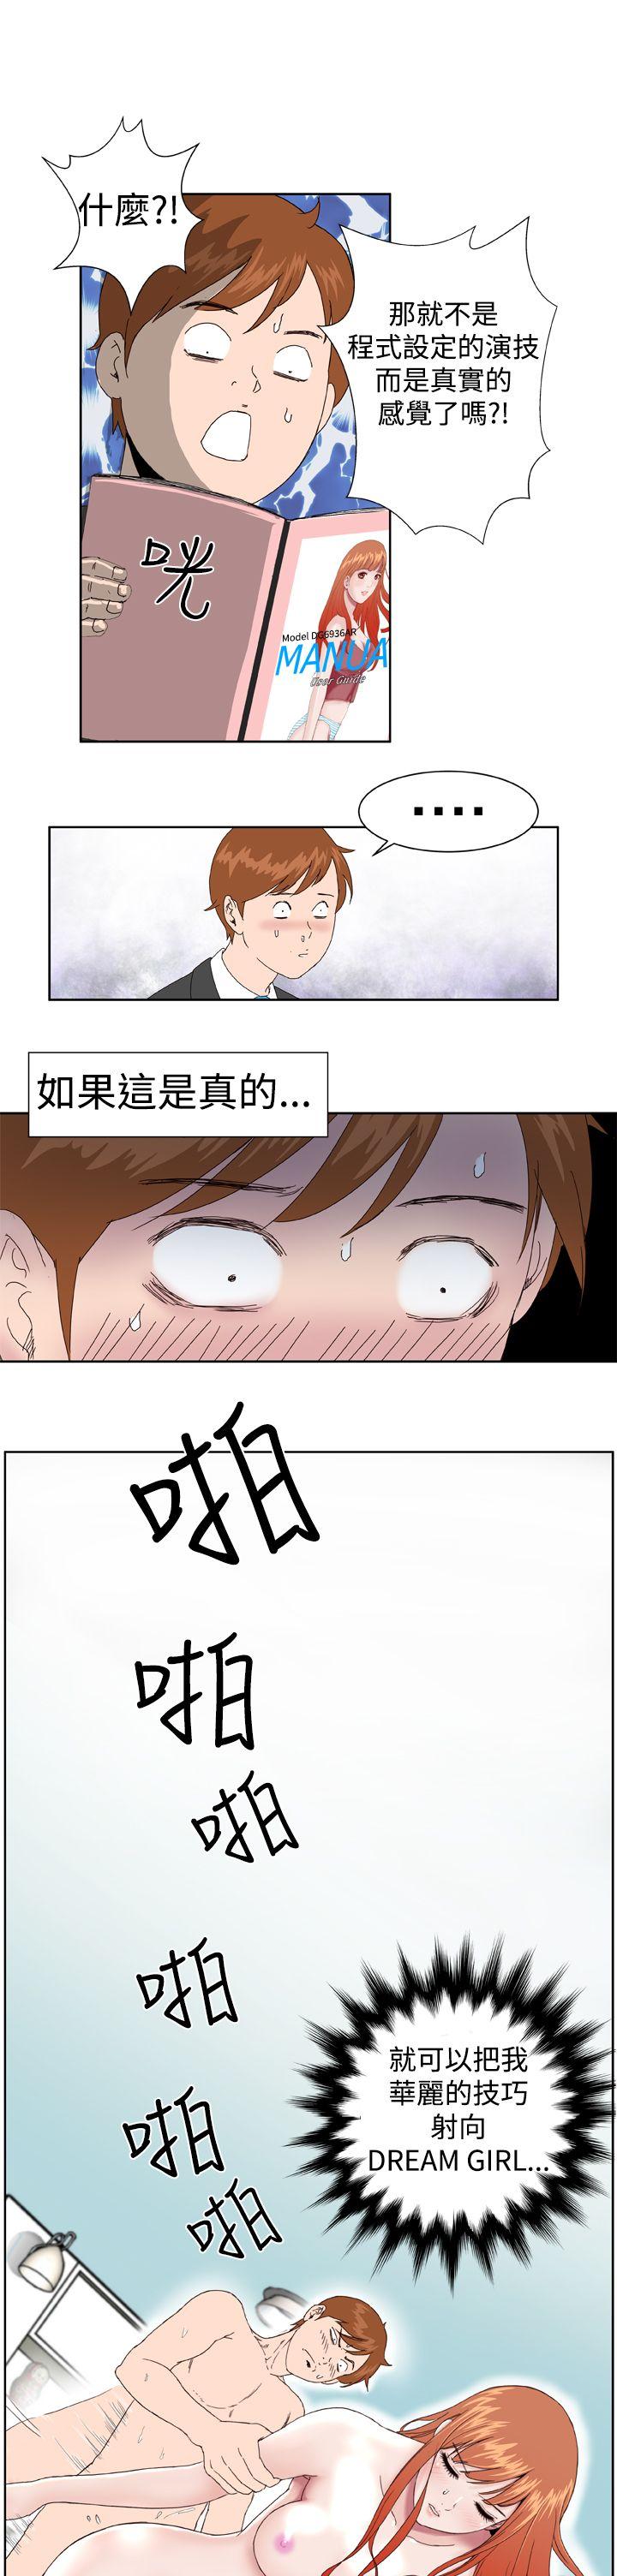 什麼?!
那就不是
程式設定的演技
而是真實的
感覺了嗎?!
咣
Model DG6936AR
MANUA
User Guide
....
如果這是真的...
啪
啪
啪
啪
啪
啪
就可以把我
華麗的技巧
射向
DREAM GIRL...